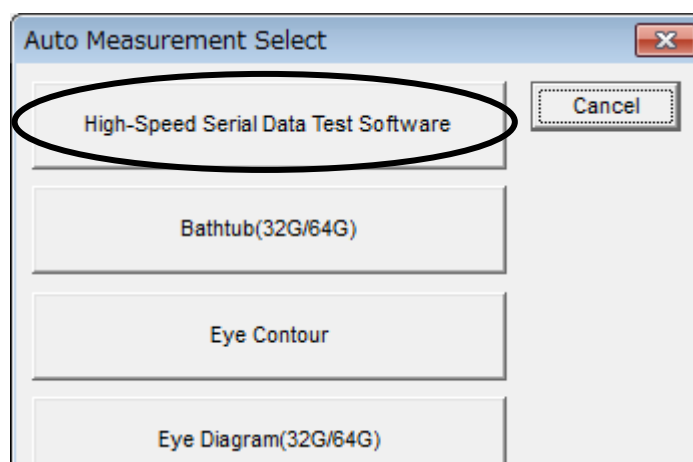 Auto Measurement Select
High-Speed Serial Data Test Software
Cancel
Bathtub(32G/64G)
Eye Contour
Eye Diagram(32G/64G)